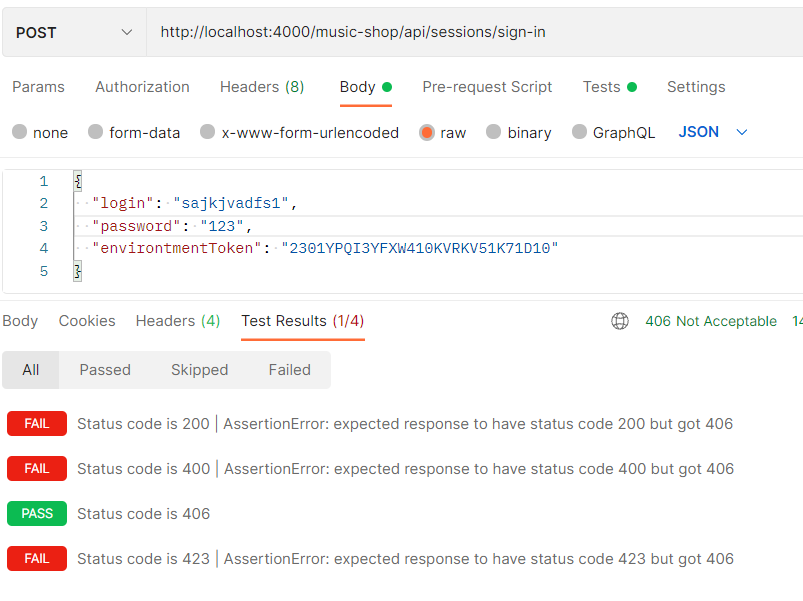 POST http://localhost:4000/music-shop/api/sessions/sign-in
Params Authorization Headers (8) Body Pre-request Script Tests Settings
none form-data x-www-form-urlencoded raw binary GraphQL JSON
1 {
2 "login": "sajkjvadfs1",
3 "password": "123",
4 "environtmentToken": "2301YPQI3YFXW410KVRKV51K71D10"
5 }
Body Cookies Headers (4) Test Results (1/4) 406 Not Acceptable 14
All Passed Skipped Failed
FAIL Status code is 200 | AssertionError: expected response to have status code 200 but got 406
FAIL Status code is 400 | AssertionError: expected response to have status code 400 but got 406
PASS Status code is 406
FAIL Status code is 423 | AssertionError: expected response to have status code 423 but got 406